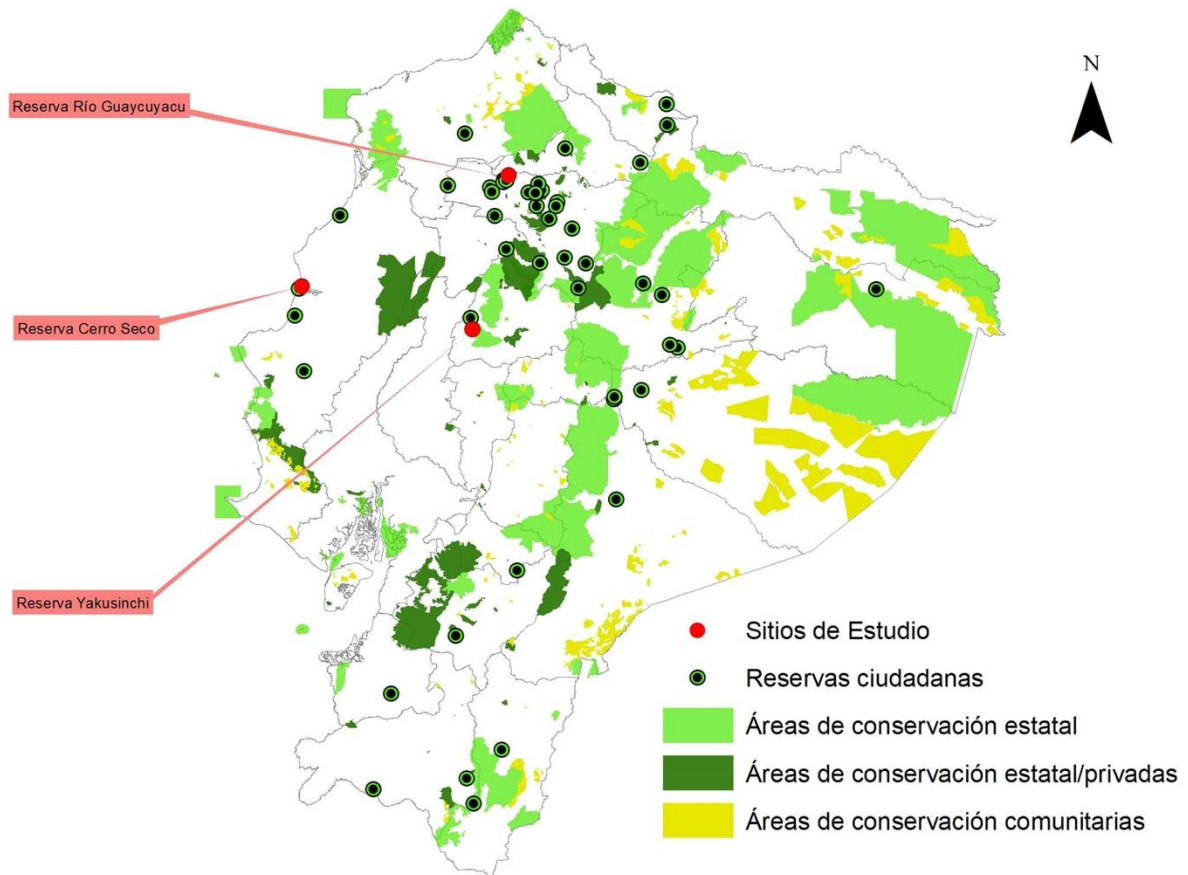 N
Reserva Río Guaycuyacu
Reserva Cerro Seco
Reserva Yakusinchi
Sitios de Estudio
Reservas ciudadanas
Áreas de conservación estatal
Áreas de conservación estatal/privadas
Áreas de conservación comunitarias